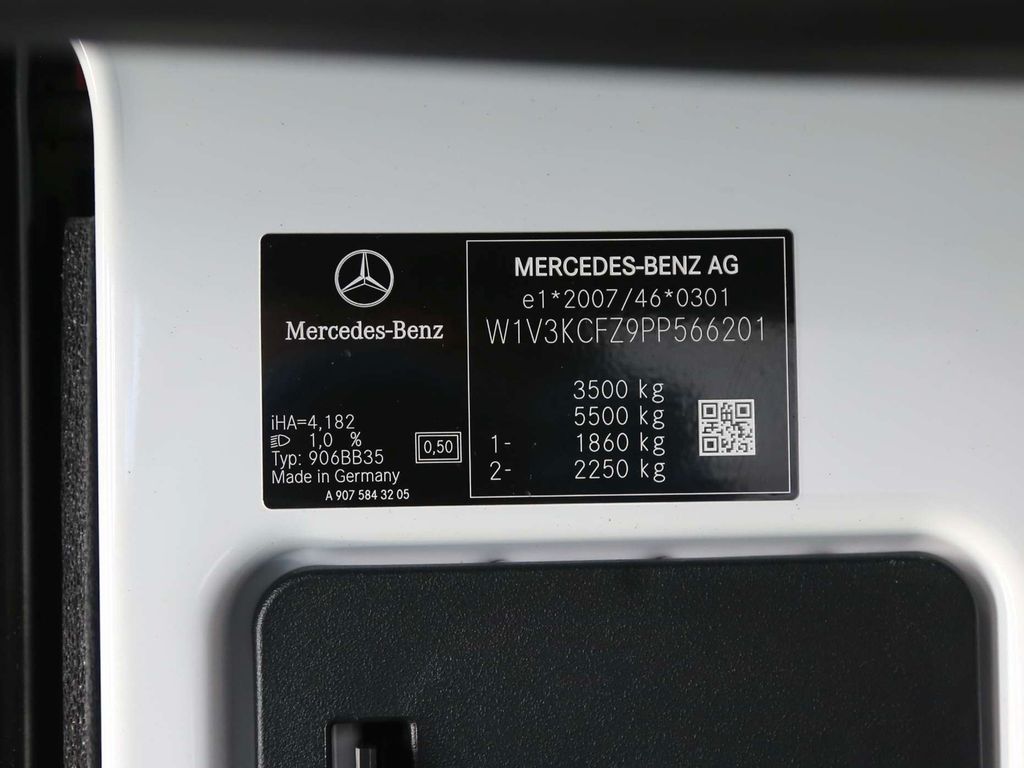 Mercedes-Benz
iHA=4,182
1,0 %
Typ: 906BB35
Made in Germany
0,50
A 907 584 32 05
MERCEDES-BENZ AG
e1*2007/46*0301
W1V3KCFZ9PP566201
3500 kg
5500 kg
1- 1860 kg
2- 2250 kg